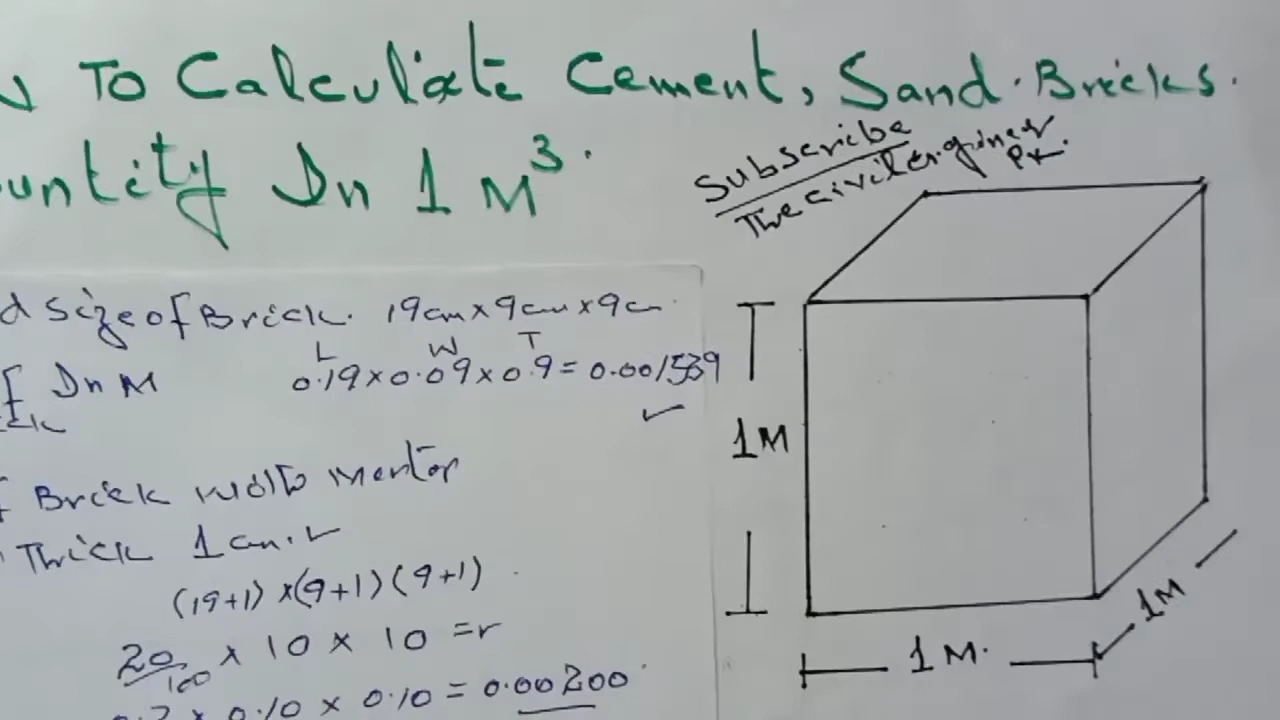 To Calculate Cement, Sand. Bricks.
In 1 M³.
Subscribe
The civil engineer
PK.
size of Brick. 19cm x 9cm x 9cm
L W T
In M 0.19 x 0.09 x 0.9 = 0.001539
Brick with mortar
Thick 1cm.
(19+1) x (9+1) (9+1)
20/100 x 10 x 10 = r
x 0.10 x 0.10 = 0.00200
1M
1M
1M.